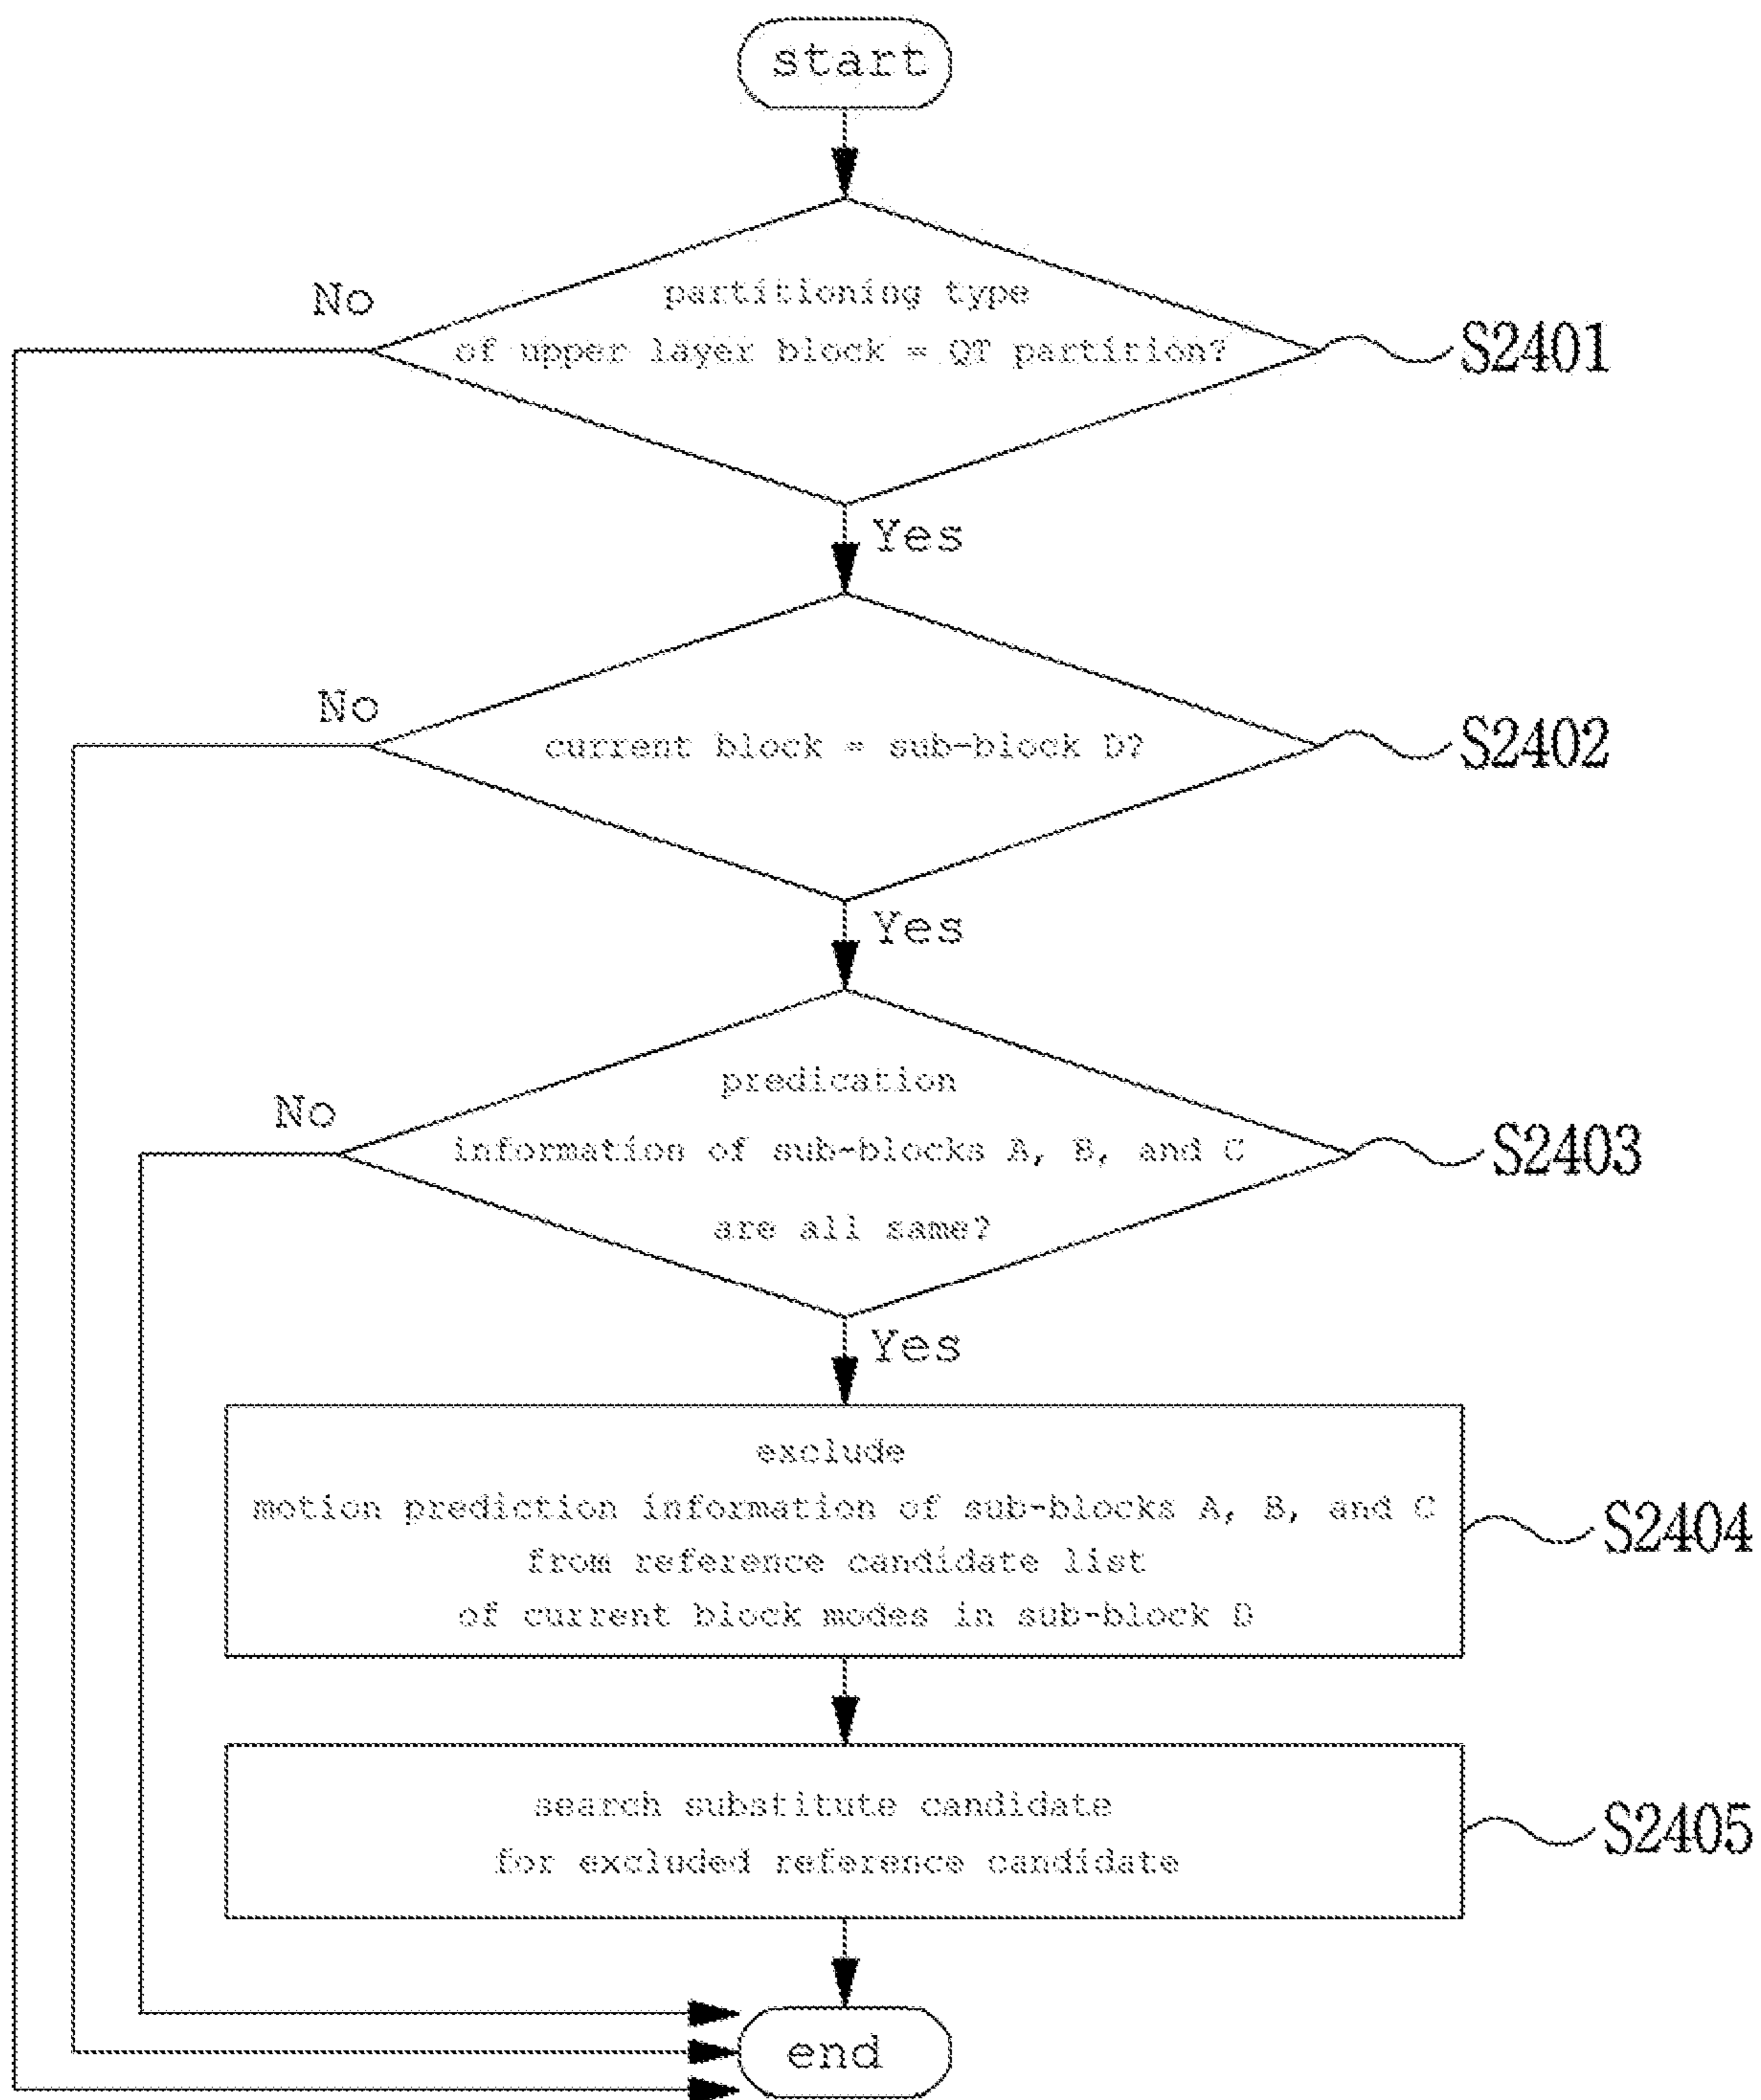 start
No
partitioning type
of upper layer block = QT partition?
S2401
Yes
No
current block = sub-block D?
S2402
Yes
No
predication
information of sub-blocks A, B, and C
are all same?
S2403
Yes
exclude
motion prediction information of sub-blocks A, B, and C
from reference candidate list
of current block modes in sub-block D
S2404
search substitute candidate
for excluded reference candidate
S2405
end